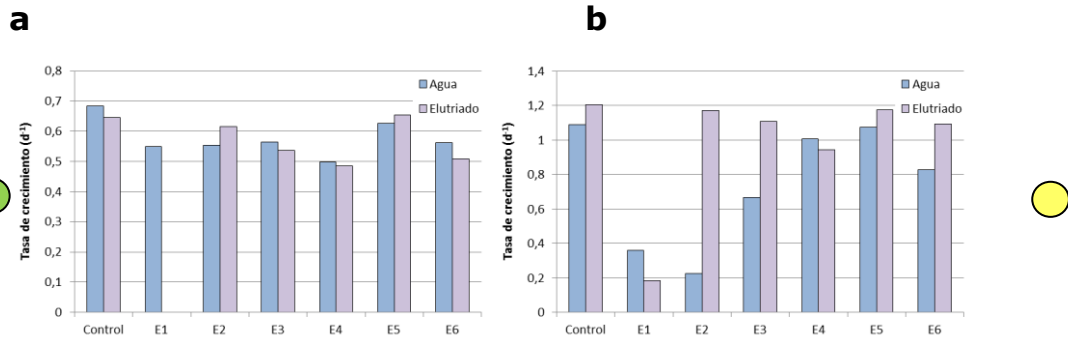 a
b
0,8
0,7
0,6
0,5
0,4
0,3
0,2
0,1
0
Tasa de crecimiento (d⁻¹)
Agua
Elutriado
Control E1 E2 E3 E4 E5 E6
1,4
1,2
1
0,8
0,6
0,4
0,2
0
Tasa de crecimiento (d⁻¹)
Agua
Elutriado
Control E1 E2 E3 E4 E5 E6